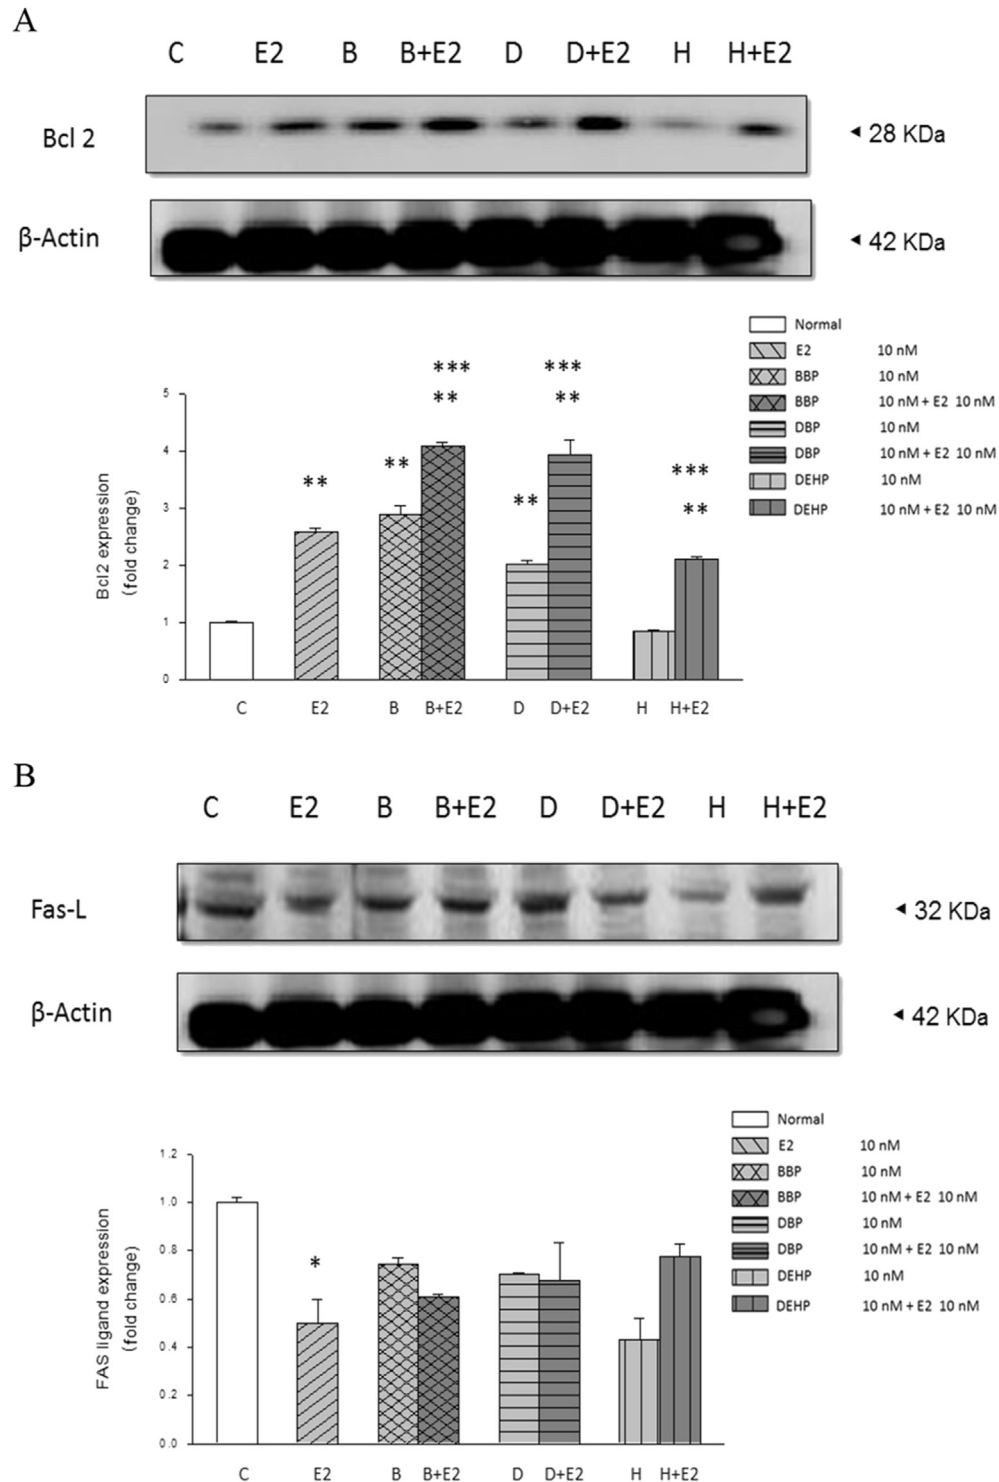 A
C E2 B B+E2 D D+E2 H H+E2
Bcl 2
◄ 28 KDa
β-Actin
◄ 42 KDa
Normal
E2 10 nM
BBP 10 nM
BBP 10 nM + E2 10 nM
DBP 10 nM
DBP 10 nM + E2 10 nM
DEHP 10 nM
DEHP 10 nM + E2 10 nM
Bcl2 expression
(fold change)
5
4
3
2
1
0
**
**
***
**
**
***
**
***
**
C E2 B B+E2 D D+E2 H H+E2
B
C E2 B B+E2 D D+E2 H H+E2
Fas-L
◄ 32 KDa
β-Actin
◄ 42 KDa
Normal
E2 10 nM
BBP 10 nM
BBP 10 nM + E2 10 nM
DBP 10 nM
DBP 10 nM + E2 10 nM
DEHP 10 nM
DEHP 10 nM + E2 10 nM
FAS ligand expression
(fold change)
1.2
1.0
0.8
0.6
0.4
0.2
0.0
*
C E2 B B+E2 D D+E2 H H+E2